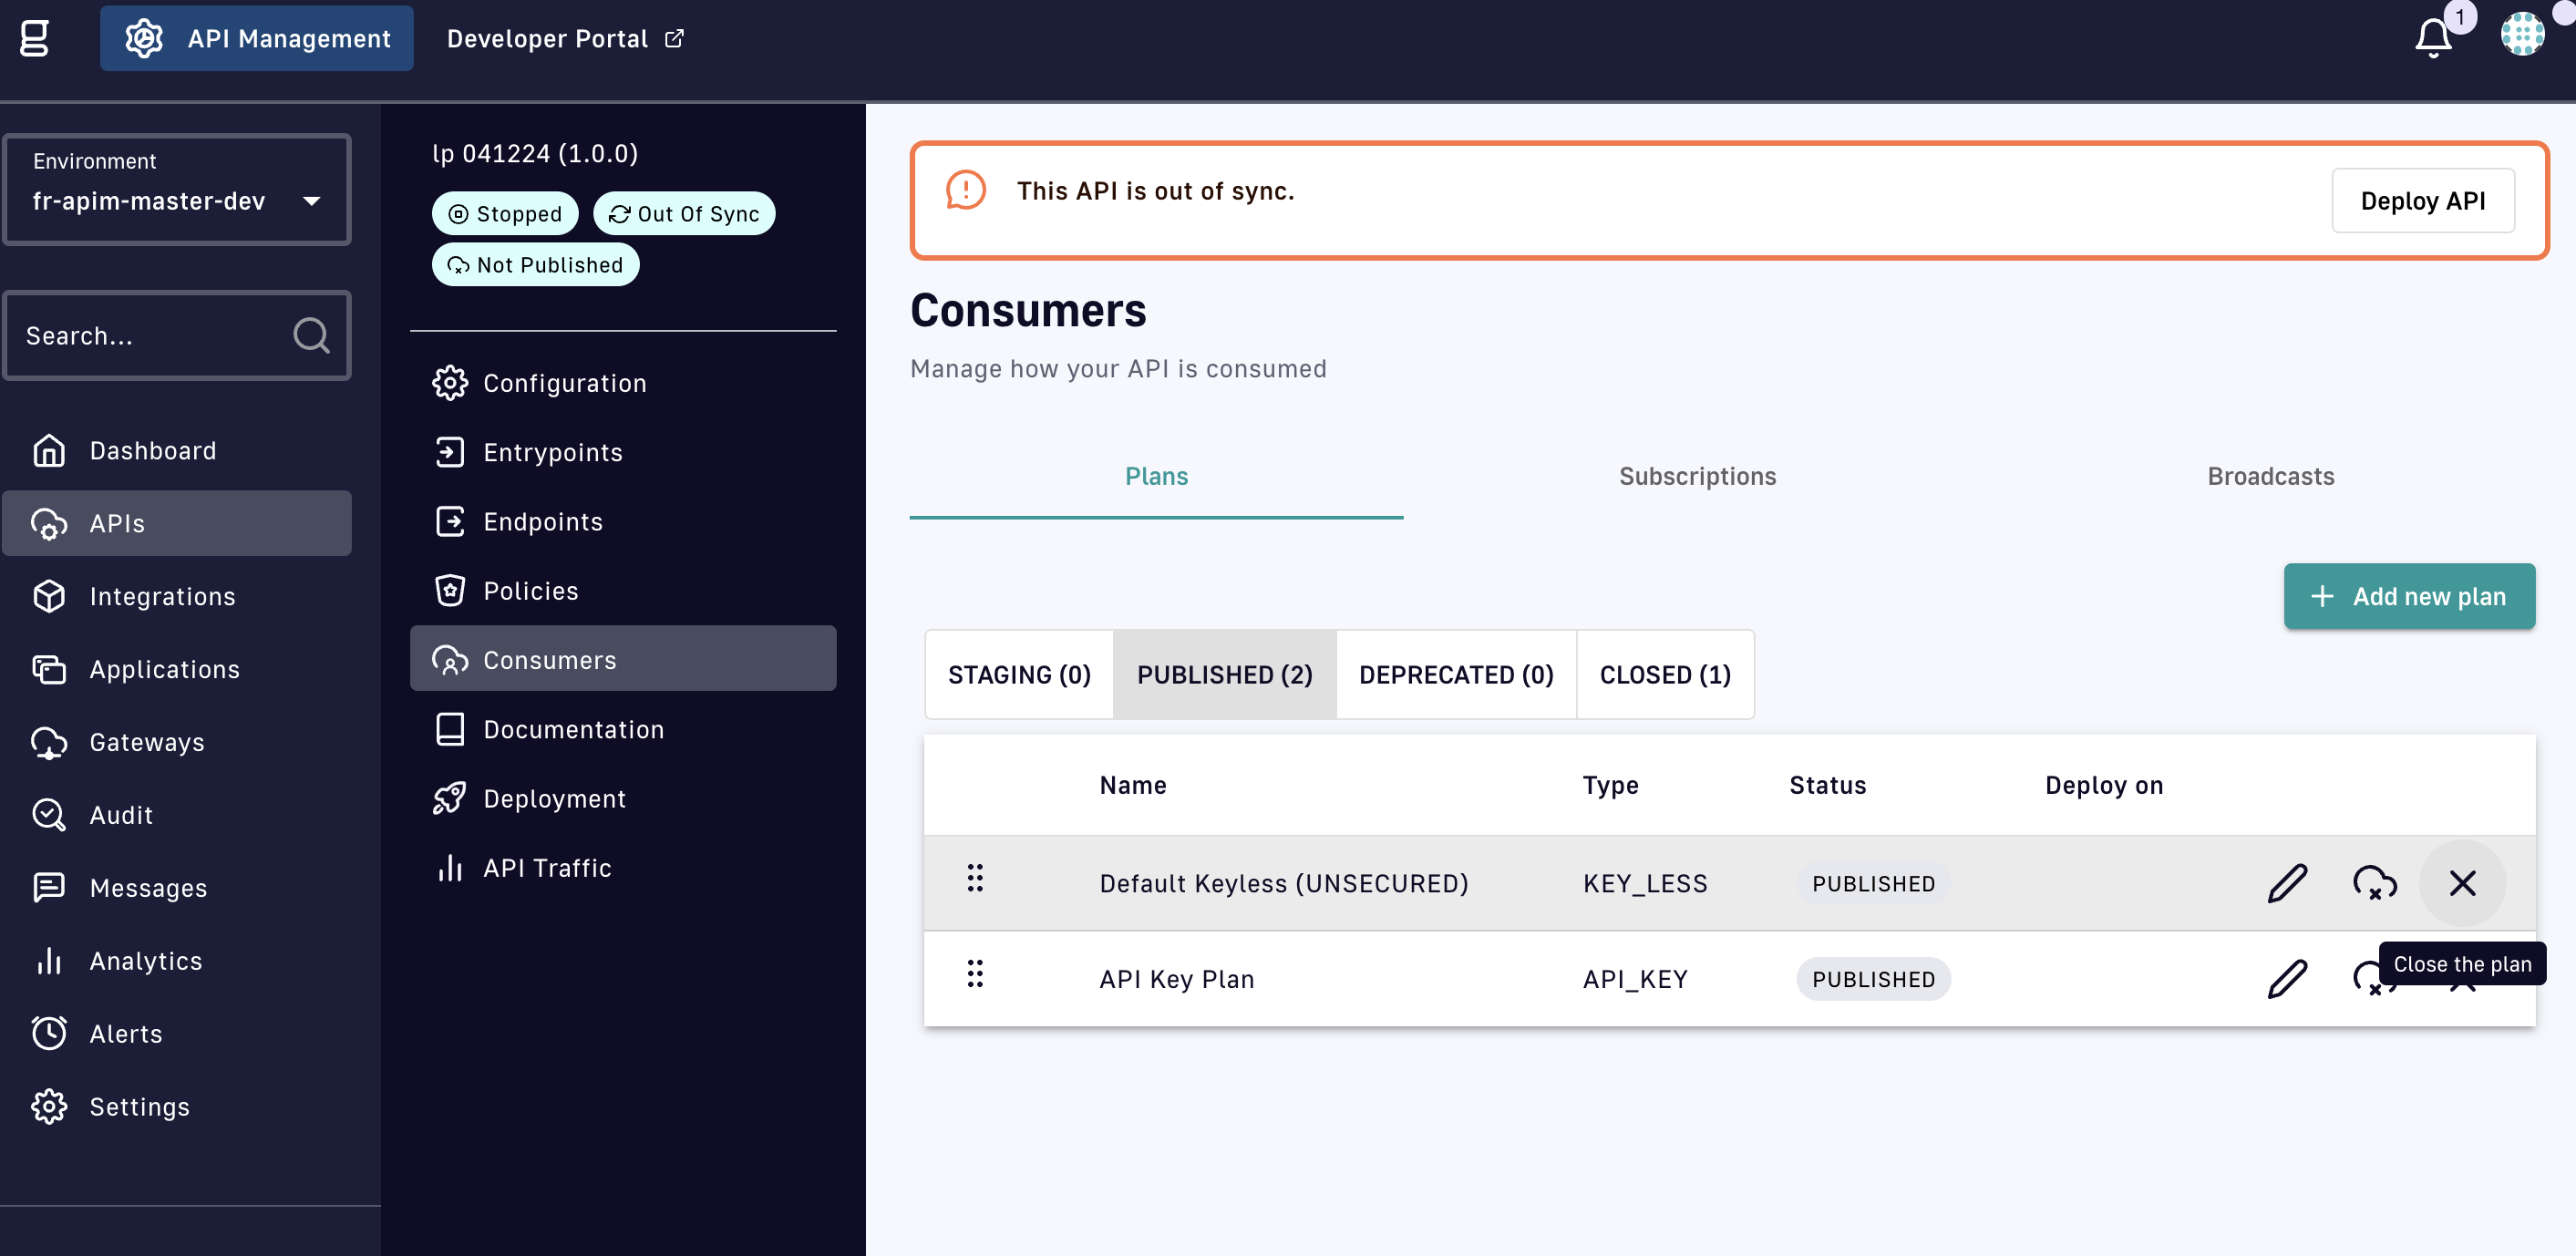 API Management
Developer Portal
1
Environment
fr-apim-master-dev
Search...
Dashboard
APIs
Integrations
Applications
Gateways
Audit
Messages
Analytics
Alerts
Settings
lp 041224 (1.0.0)
Stopped
Out Of Sync
Not Published
Configuration
Entrypoints
Endpoints
Policies
Consumers
Documentation
Deployment
API Traffic
This API is out of sync.
Deploy API
Consumers
Manage how your API is consumed
Plans
Subscriptions
Broadcasts
Add new plan
STAGING (0)
PUBLISHED (2)
DEPRECATED (0)
CLOSED (1)
Name Type Status Deploy on
Default Keyless (UNSECURED) KEY_LESS PUBLISHED
Close the plan
API Key Plan API_KEY PUBLISHED